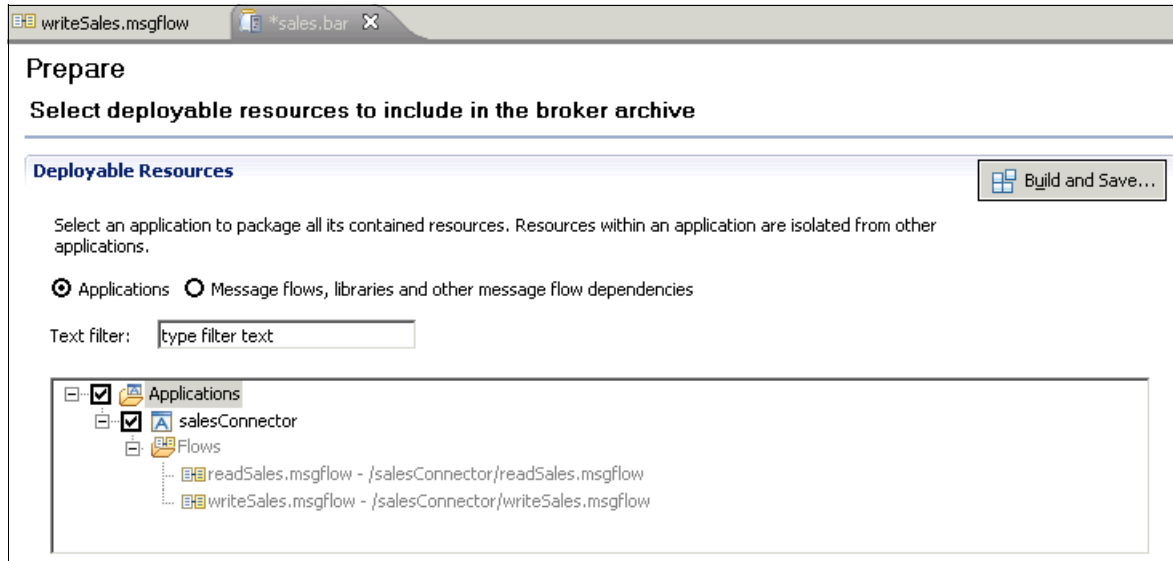 writeSales.msgflow
*sales.bar
Prepare
Select deployable resources to include in the broker archive
Deployable Resources
Build and Save...
Select an application to package all its contained resources. Resources within an application are isolated from other
applications.
Applications
Message flows, libraries and other message flow dependencies
Text filter:
type filter text
Applications
salesConnector
Flows
readSales.msgflow - /salesConnector/readSales.msgflow
writeSales.msgflow - /salesConnector/writeSales.msgflow